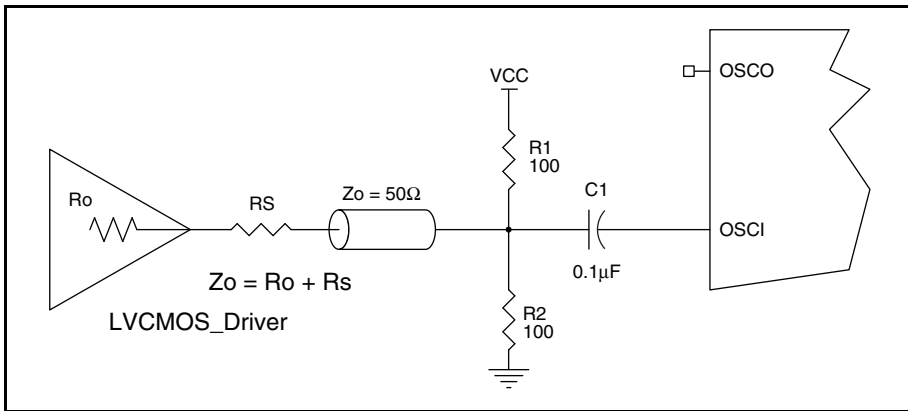 OSCO
VCC
R1
100
Ro
RS
Zo = 50Ω
C1
OSCI
0.1μF
Zo = Ro + Rs
LVCMOS_Driver
R2
100